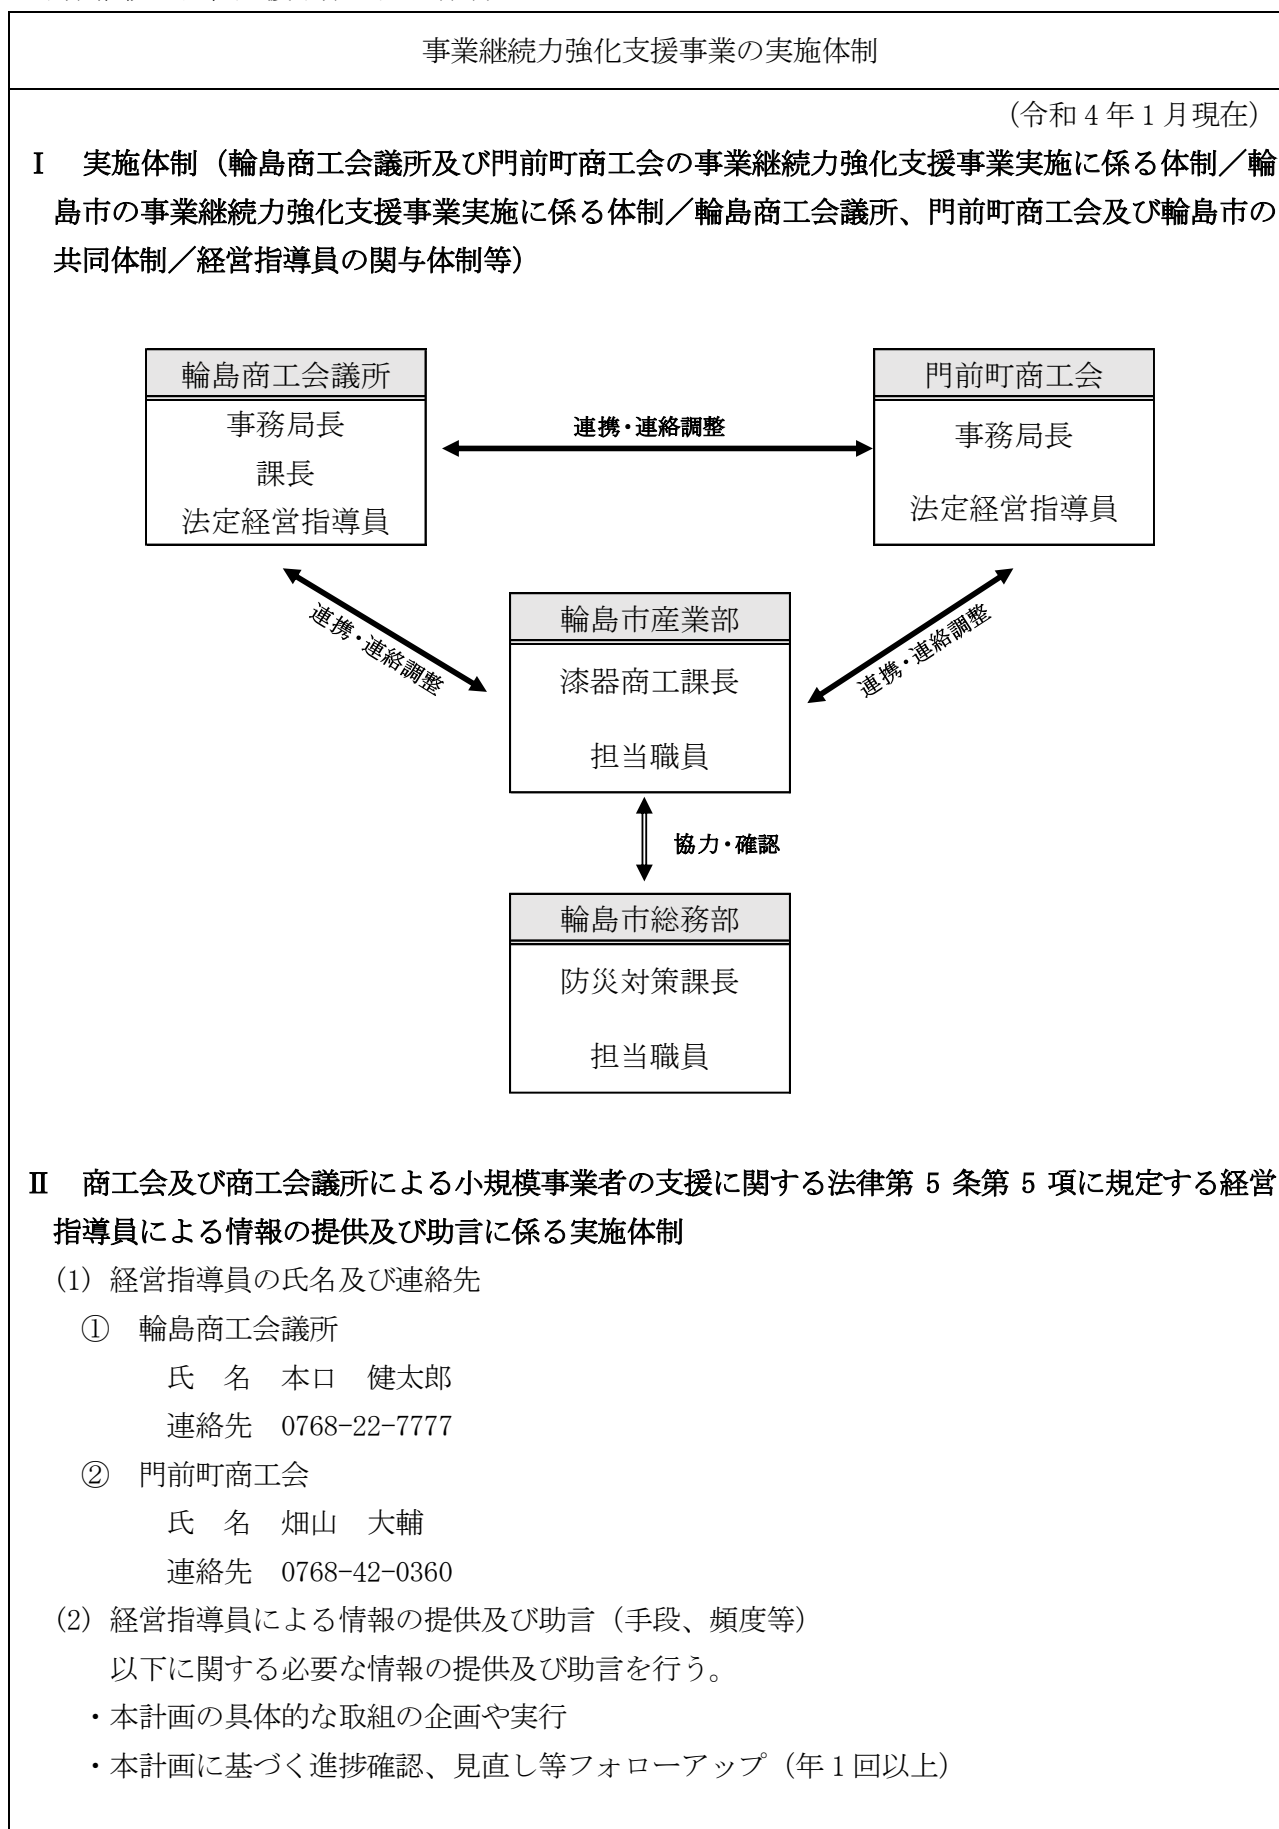 事業継続力強化支援事業の実施体制
（令和４年１月現在）
Ⅰ　実施体制（輪島商工会議所及び門前町商工会の事業継続力強化支援事業実施に係る体制／輪
島市の事業継続力強化支援事業実施に係る体制／輪島商工会議所、門前町商工会及び輪島市の
共同体制／経営指導員の関与体制等）
輪島商工会議所
事務局長
課長
法定経営指導員
連携・連絡調整
門前町商工会
事務局長
法定経営指導員
連携・連絡調整
連携・連絡調整
輪島市産業部
漆器商工課長
担当職員
協力・確認
輪島市総務部
防災対策課長
担当職員
Ⅱ　商工会及び商工会議所による小規模事業者の支援に関する法律第 5 条第 5 項に規定する経営
指導員による情報の提供及び助言に係る実施体制
(1) 経営指導員の氏名及び連絡先
①　輪島商工会議所
氏　名　本口　健太郎
連絡先　0768-22-7777
②　門前町商工会
氏　名　畑山　大輔
連絡先　0768-42-0360
(2) 経営指導員による情報の提供及び助言（手段、頻度等）
以下に関する必要な情報の提供及び助言を行う。
・本計画の具体的な取組の企画や実行
・本計画に基づく進捗確認、見直し等フォローアップ（年１回以上）